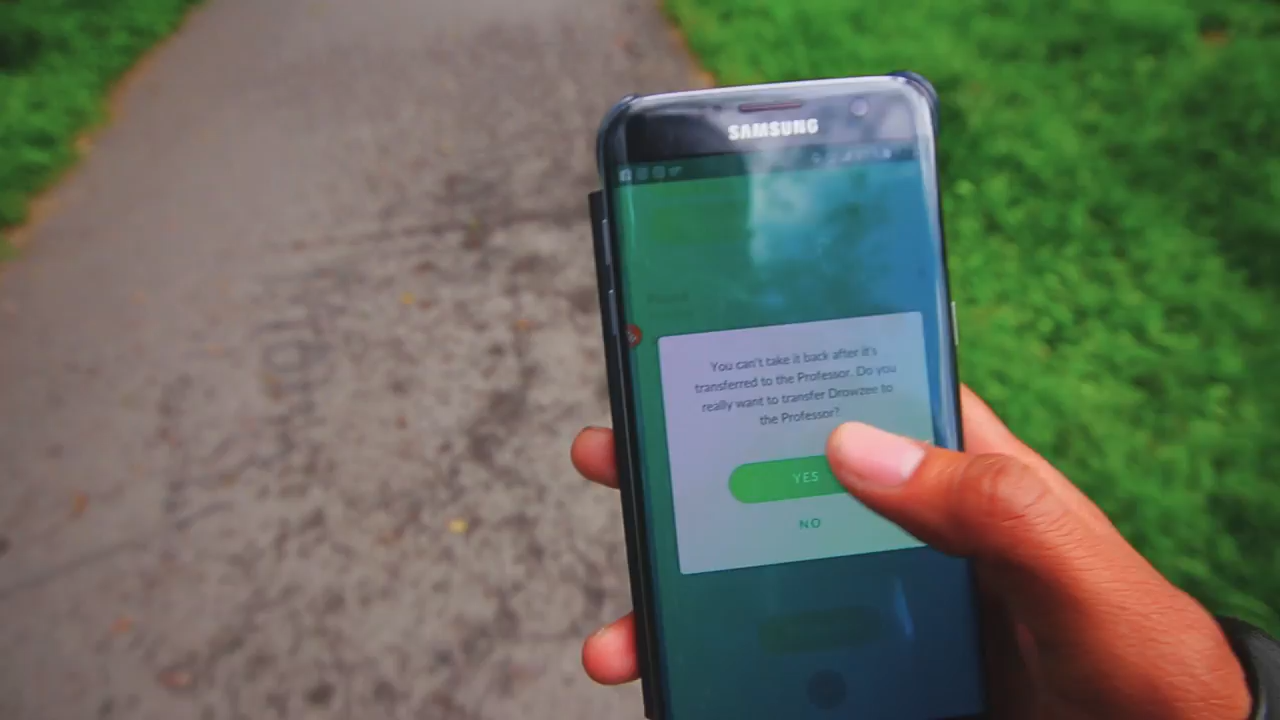 SAMSUNG
You can't take it back after it's
transferred to the Professor. Do you
really want to transfer Drowzee to
the Professor?
YES
NO